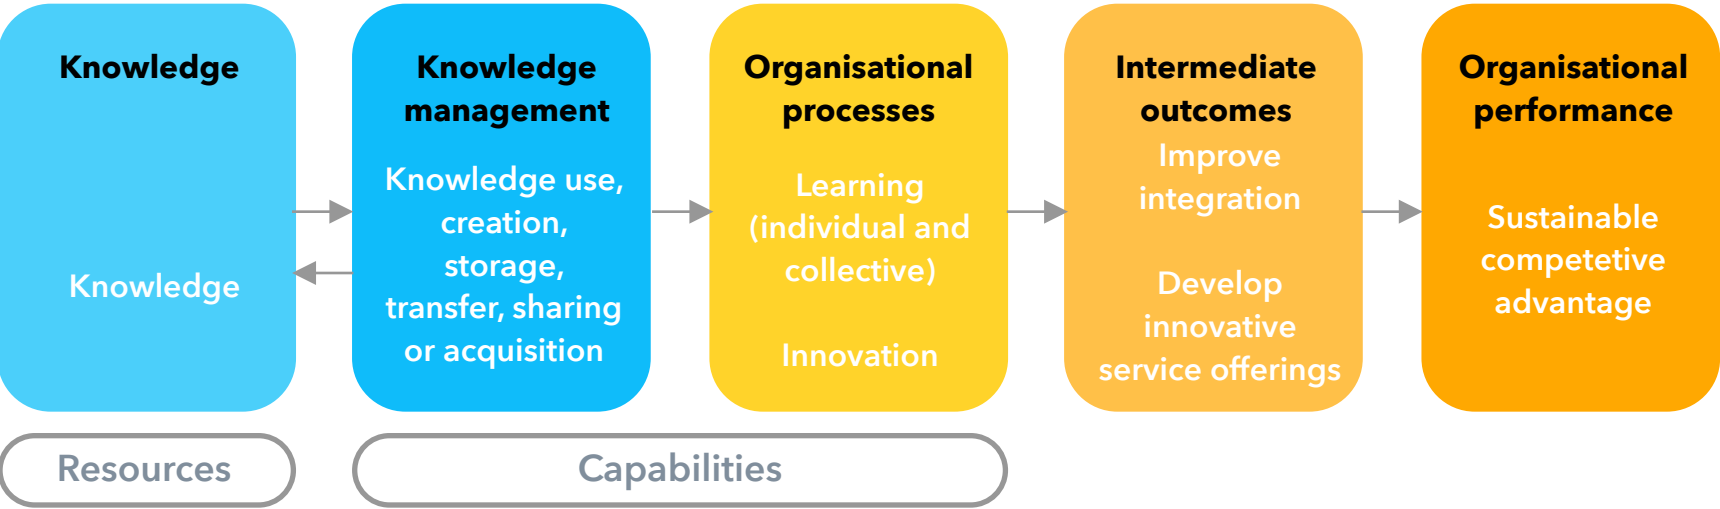 Knowledge
Knowledge
Knowledge
management
Knowledge use,
creation,
storage,
transfer, sharing
or acquisition
Organisational
processes
Learning
(individual and
collective)
Innovation
Intermediate
outcomes
Improve
integration
Develop
innovative
service offerings
Organisational
performance
Sustainable
competetive
advantage
Resources
Capabilities